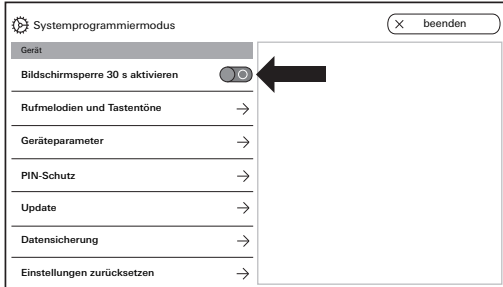 Systemprogrammiermodus
beenden
Gerät
Bildschirmsperre 30 s aktivieren
Rufmelodien und Tastentöne
Geräteparameter
PIN-Schutz
Update
Datensicherung
Einstellungen zurücksetzen